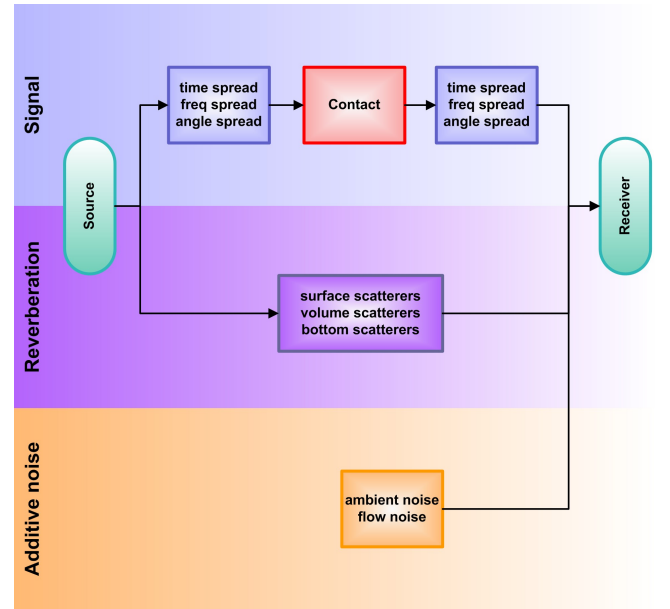 Signal
time spread
freq spread
angle spread
Contact
time spread
freq spread
angle spread
Source
Receiver
Reverberation
surface scatterers
volume scatterers
bottom scatterers
Additive noise
ambient noise
flow noise